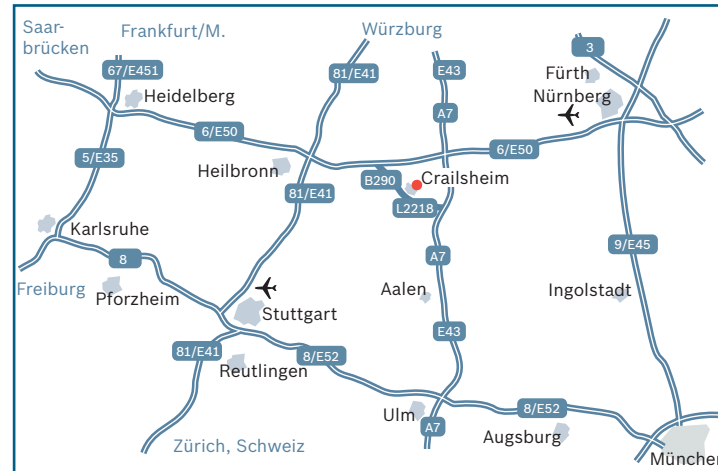 Saar-
brücken
Frankfurt/M.
Würzburg
67/E451
81/E41
E43
3
Heidelberg
Fürth
Nürnberg
A7
6/E50
6/E50
5/E35
Heilbronn
81/E41
B290
Crailsheim
L2218
Karlsruhe
8
A7
9/E45
Freiburg
Pforzheim
Stuttgart
Aalen
Ingolstadt
E43
81/E41
8/E52
Reutlingen
Ulm
A7
8/E52
Augsburg
Zürich, Schweiz
München